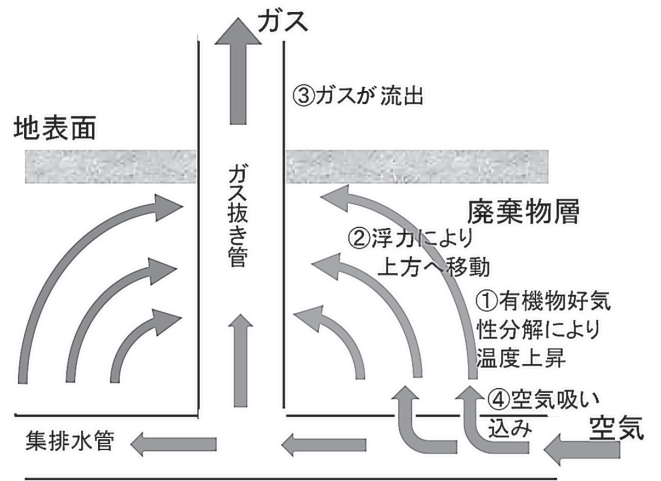 ガス
③ガスが流出
地表面
ガス抜き管
廃棄物層
②浮力により
上方へ移動
①有機物好気
性分解により
温度上昇
④空気吸い
込み
空気
集排水管